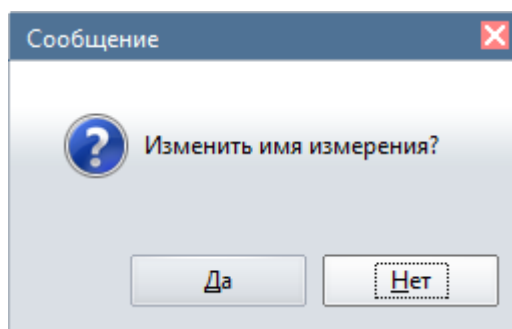 Сообщение
Изменить имя измерения?
Да
Нет